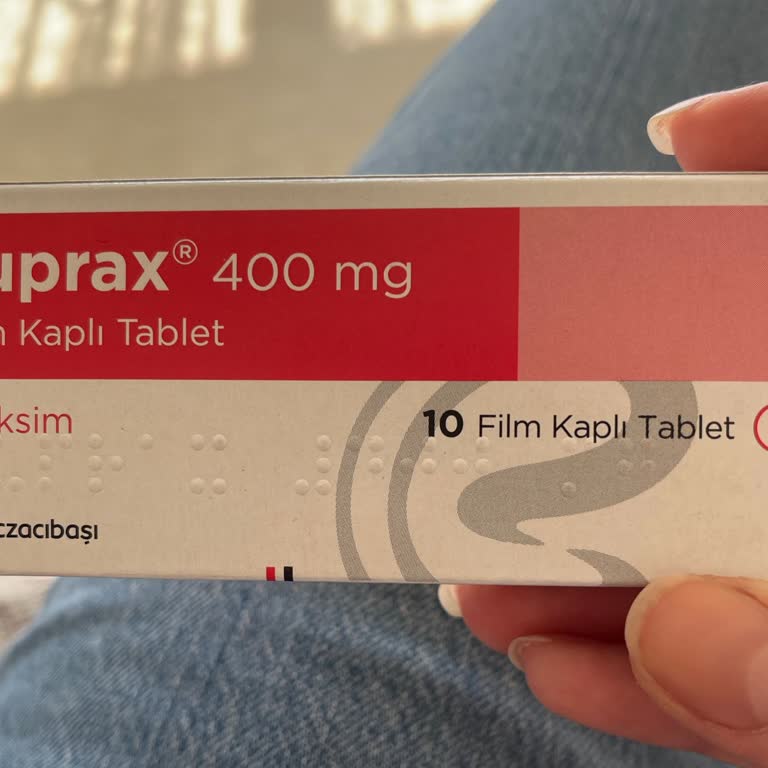 uprax® 400 mg
Kaplı Tablet
ksim
10 Film Kaplı Tablet
czacıbaşı